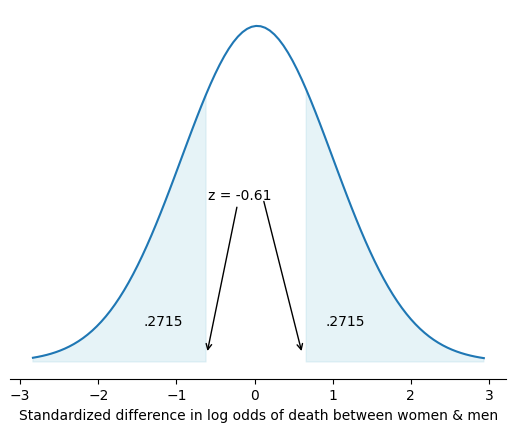 z = -0.61
.2715 .2715
−3 −2 −1 0 1 2 3
Standardized difference in log odds of death between women & men